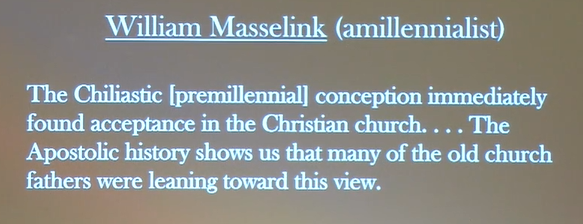 William Masselink (amillennialist)
The Chiliastic [premillennial] conception immediately
found acceptance in the Christian church. . . . The
Apostolic history shows us that many of the old church
fathers were leaning toward this view.